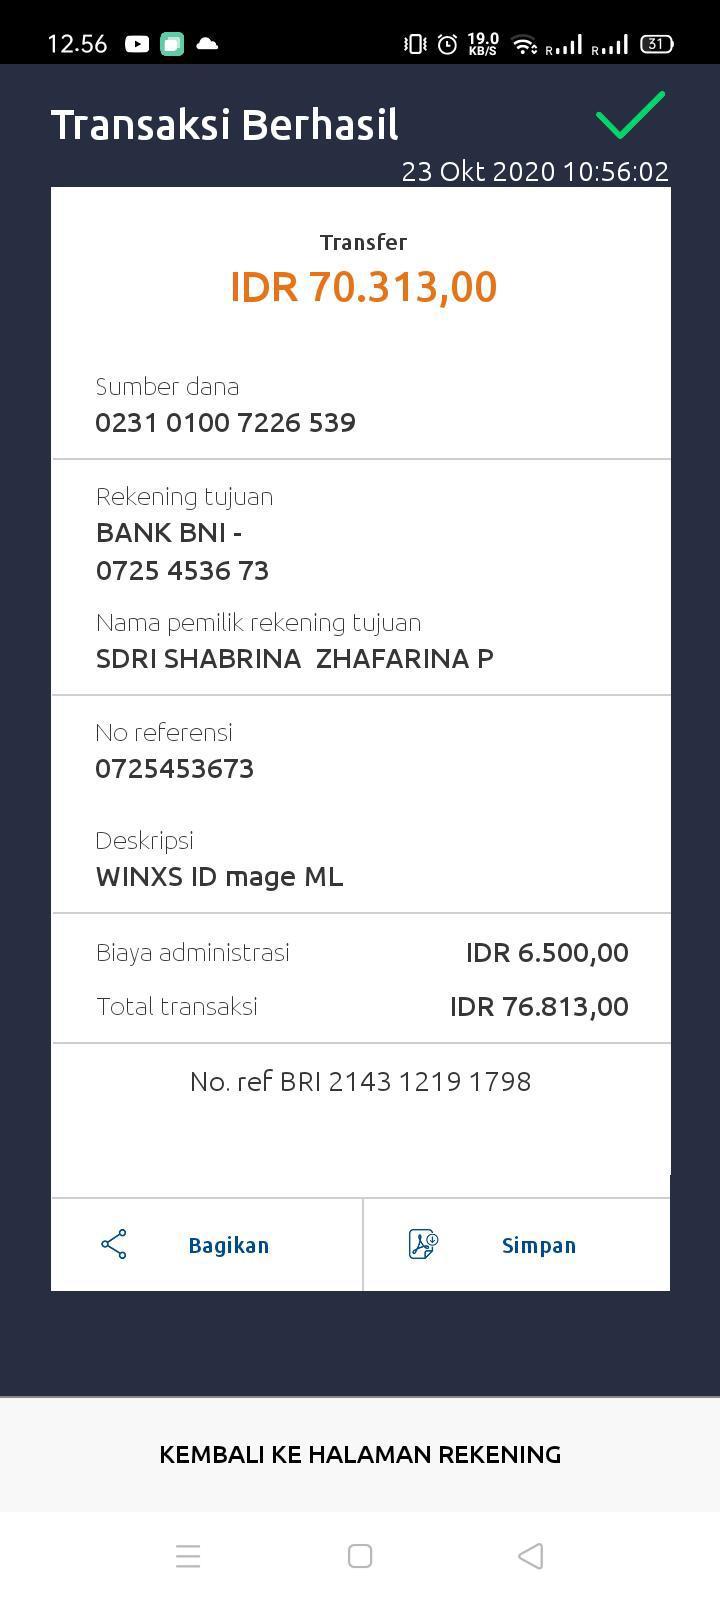 12.56 19.0 KB/S R R 31
Transaksi Berhasil
23 Okt 2020 10:56:02
Transfer
IDR 70.313,00
Sumber dana
0231 0100 7226 539
Rekening tujuan
BANK BNI -
0725 4536 73
Nama pemilik rekening tujuan
SDRI SHABRINA  ZHAFARINA P
No referensi
0725453673
Deskripsi
WINXS ID mage ML
Biaya administrasi IDR 6.500,00
Total transaksi IDR 76.813,00
No. ref BRI 2143 1219 1798
Bagikan Simpan
KEMBALI KE HALAMAN REKENING